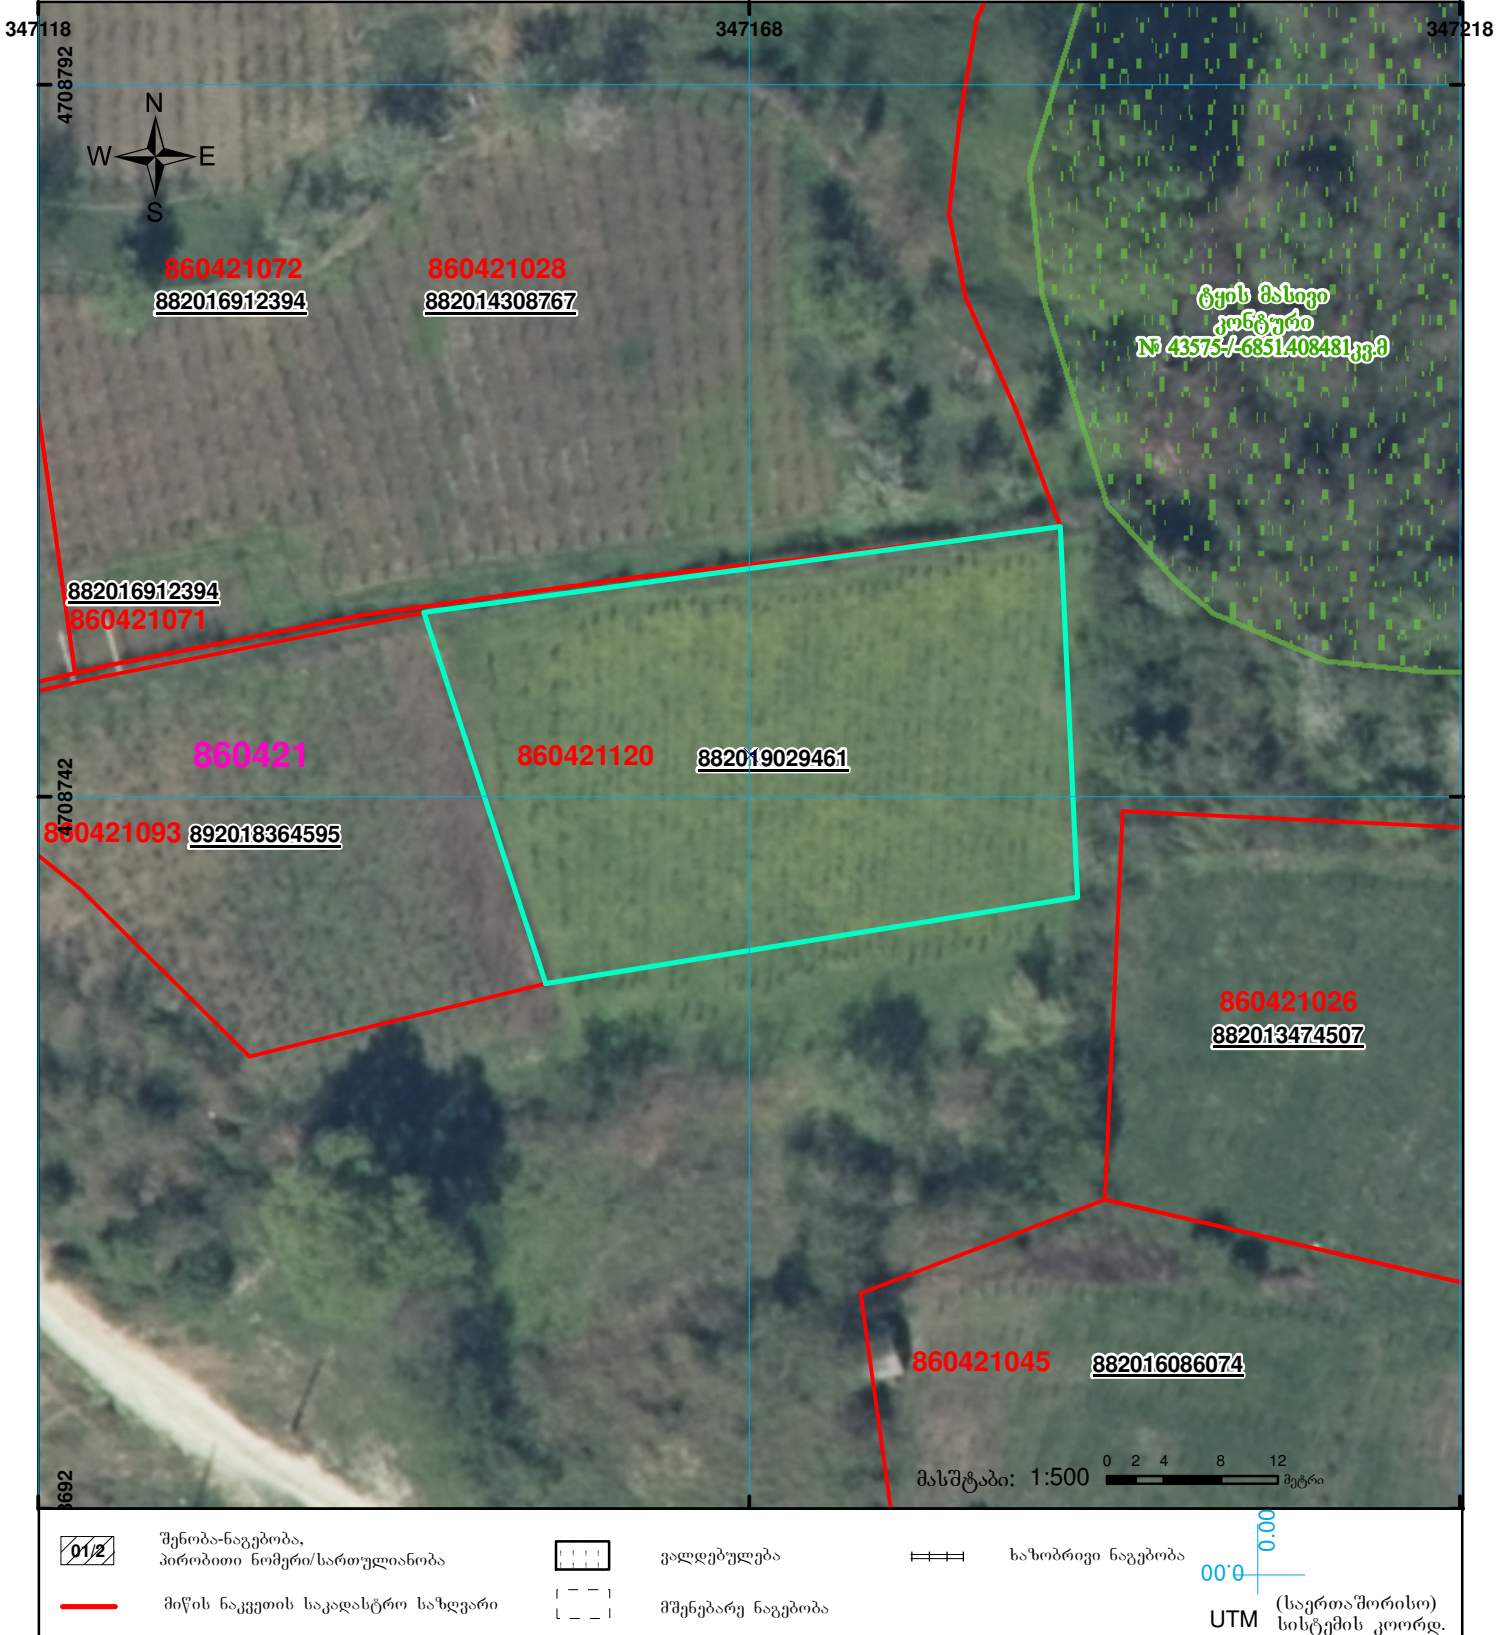 347118 347168 347218
4708792
N
W E
S
860421072 860421028
882016912394 882014308767
ტყის მასივი
კონტური
№ 43575-/-6851.408481კვ.მ
882016912394
860421071
860421
860421120 882019029461
4708742
860421093 892018364595
860421026
882013474507
860421045 882016086074
მასშტაბი: 1:500 0 2 4 8 12 მეტრი
3692
01/2 შენობა-ნაგებობა,
პირობითი ნომერი/სართულიანობა
ვალდებულება
ხაზობრივი ნაგებობა
00.0
0.00
მიწის ნაკვეთის საკადასტრო საზღვარი
მშენებარე ნაგებობა
UTM (საერთაშორისო)
სისტემის კოორდ.